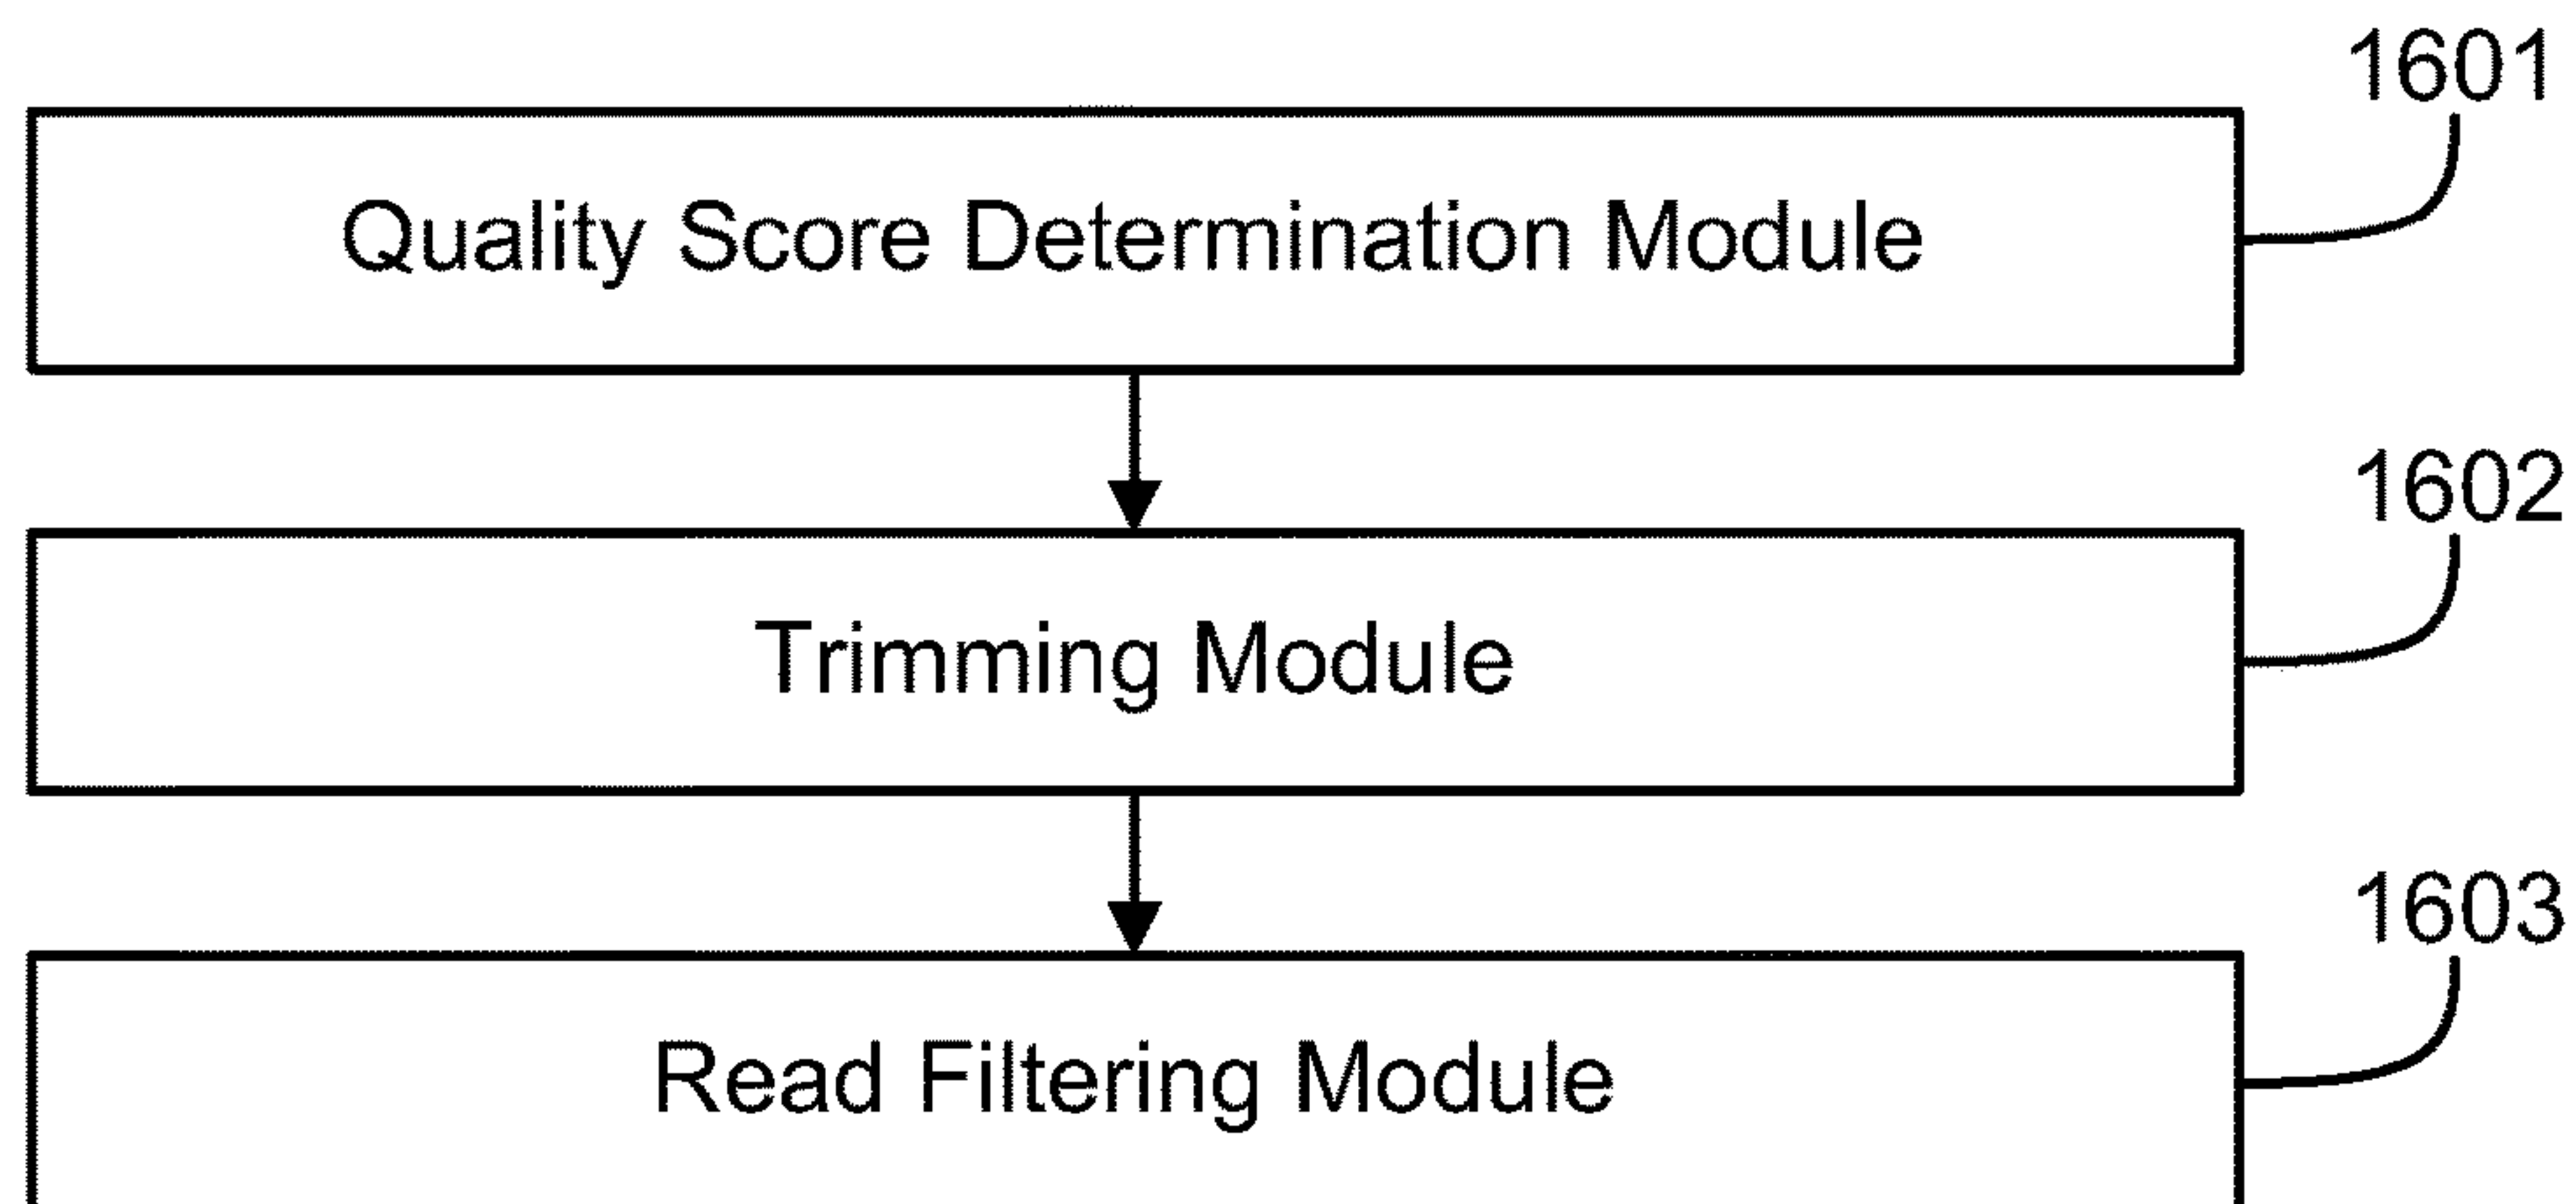 1601
Quality Score Determination Module
1602
Trimming Module
1603
Read Filtering Module